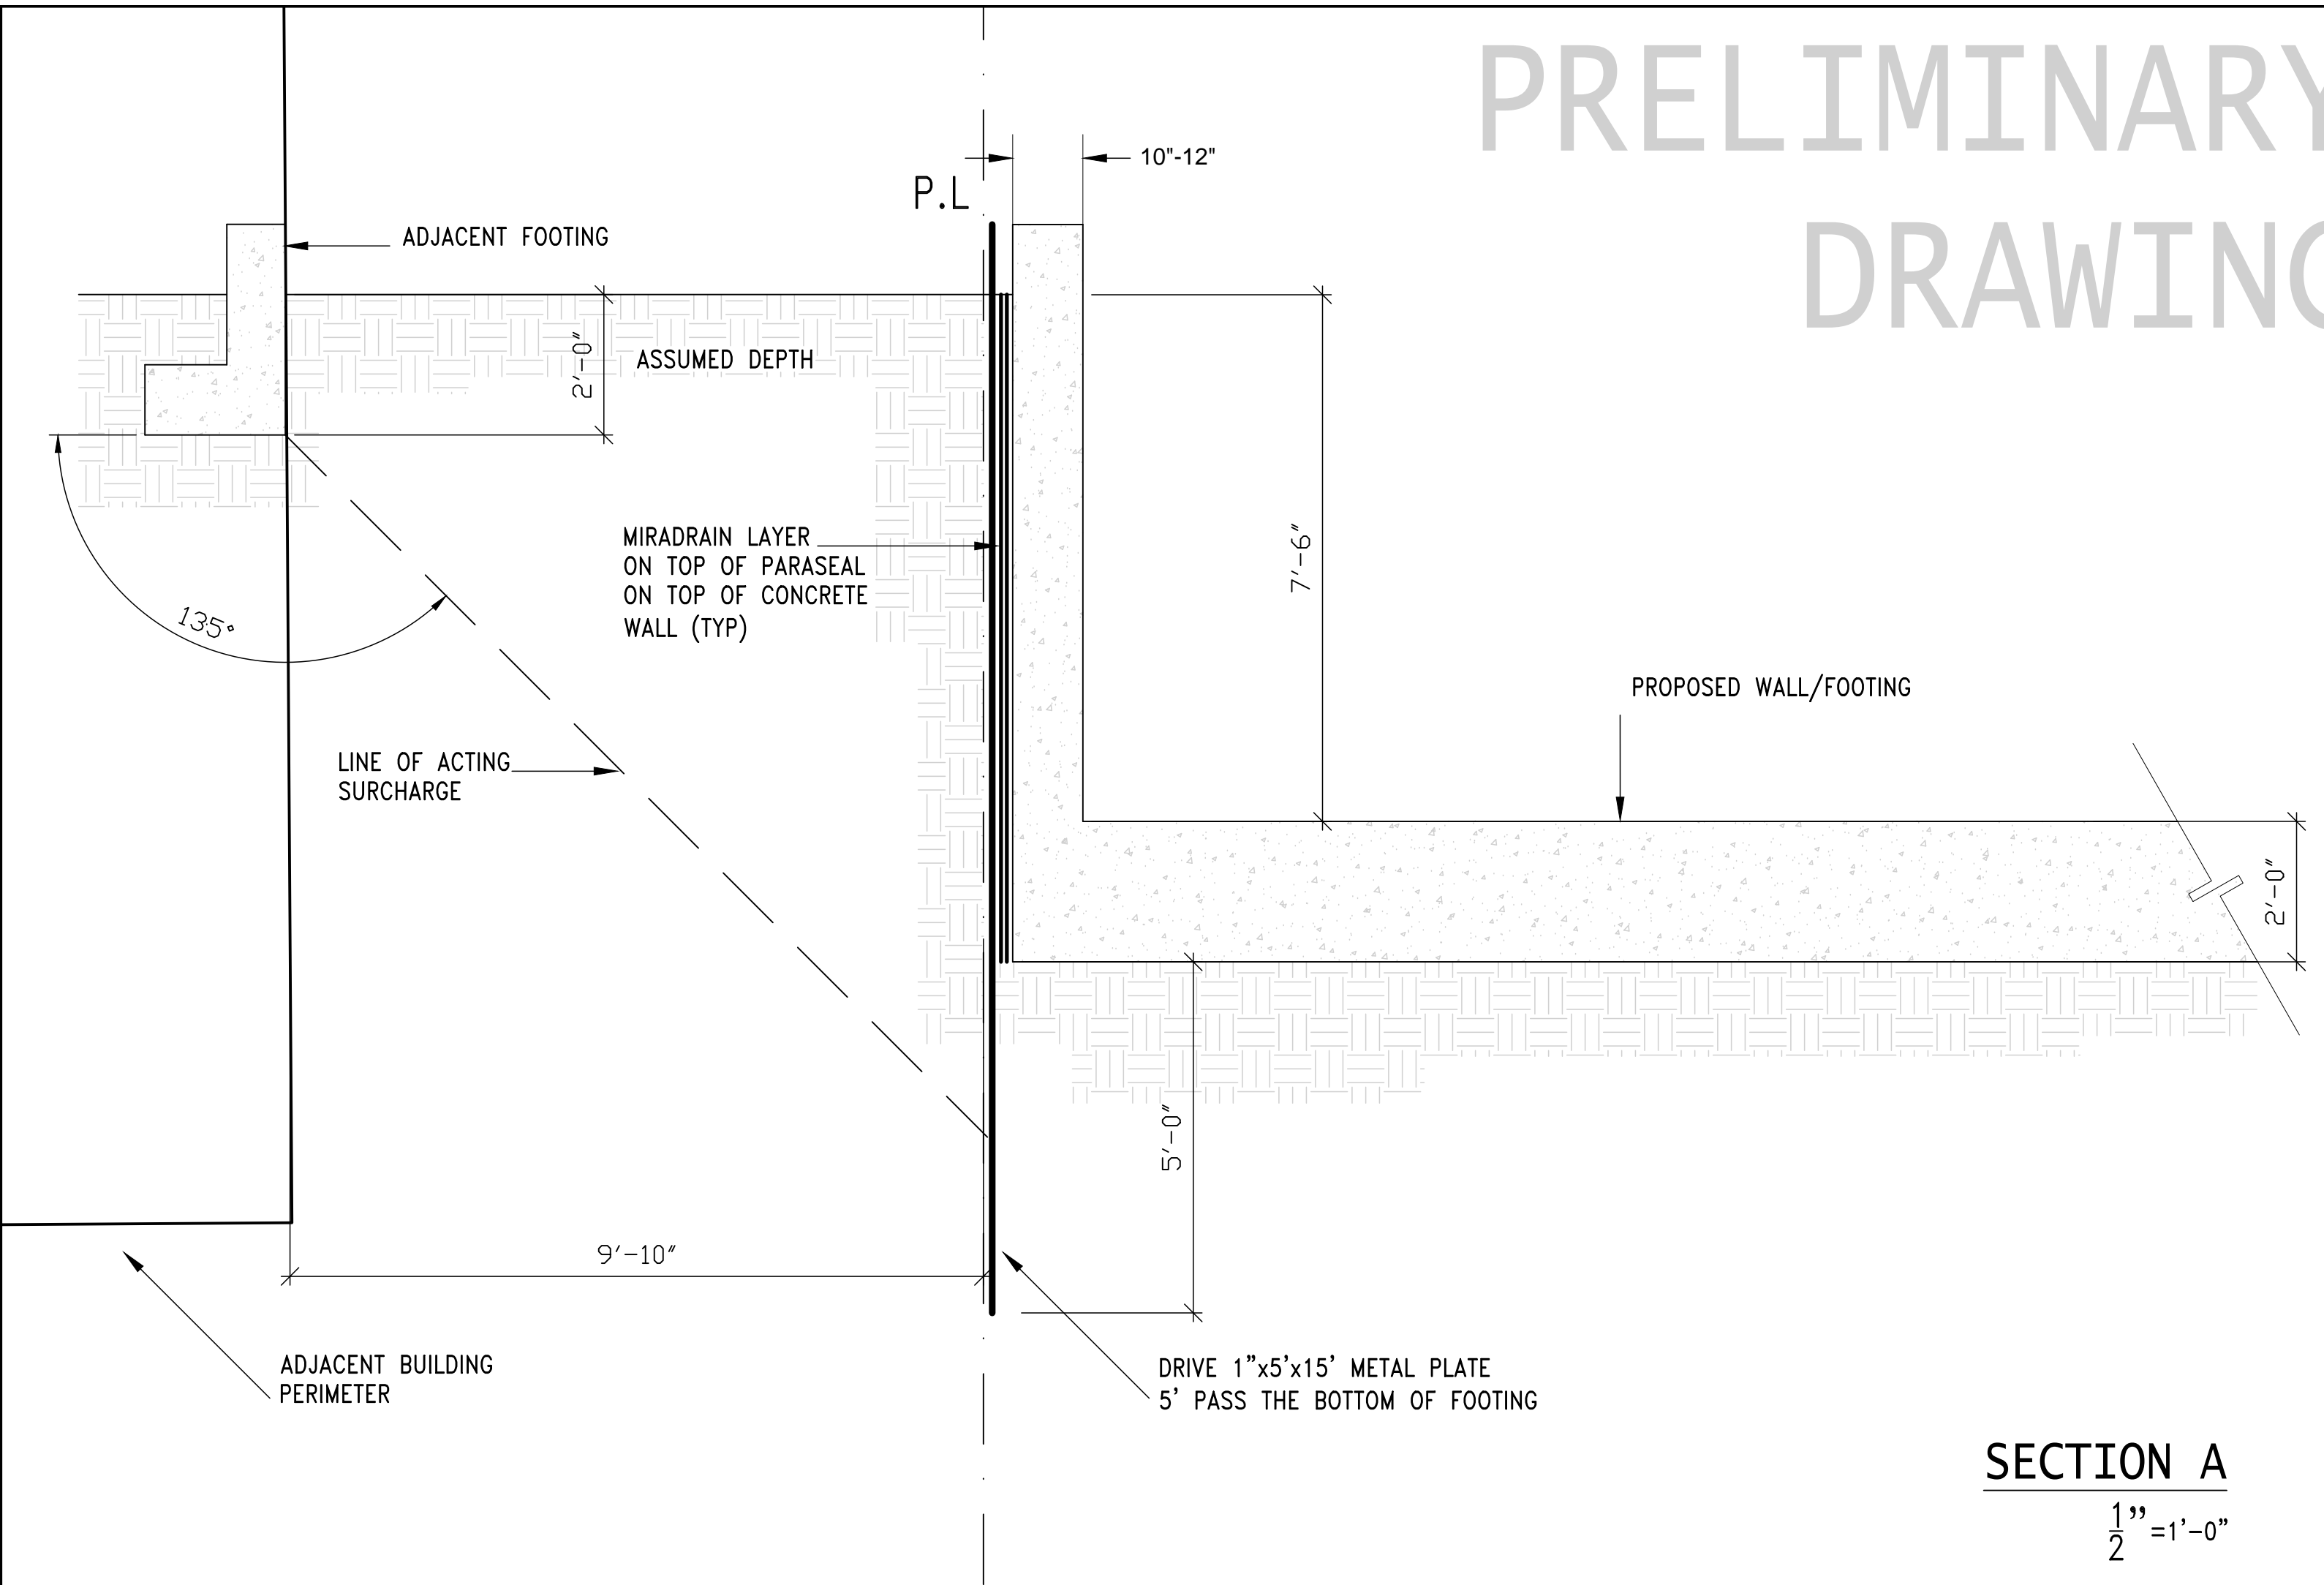 PRELIMINARY
DRAWING
10"-12"
P.L
ADJACENT FOOTING
2'-0"
ASSUMED DEPTH
MIRADRAIN LAYER
ON TOP OF PARASEAL
ON TOP OF CONCRETE
WALL (TYP)
7'-6"
135°
PROPOSED WALL/FOOTING
LINE OF ACTING
SURCHARGE
2'-0"
5'-0"
9'-10"
ADJACENT BUILDING
PERIMETER
DRIVE 1"x5'x15' METAL PLATE
5' PASS THE BOTTOM OF FOOTING
SECTION A
1/2"=1'-0"